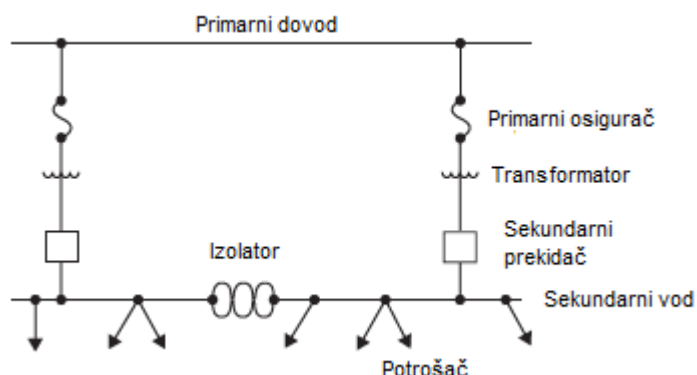 Primarni dovod
Primarni osigurač
Transformator
Sekundarni
prekidač
Izolator
Sekundarni vod
Potrošač